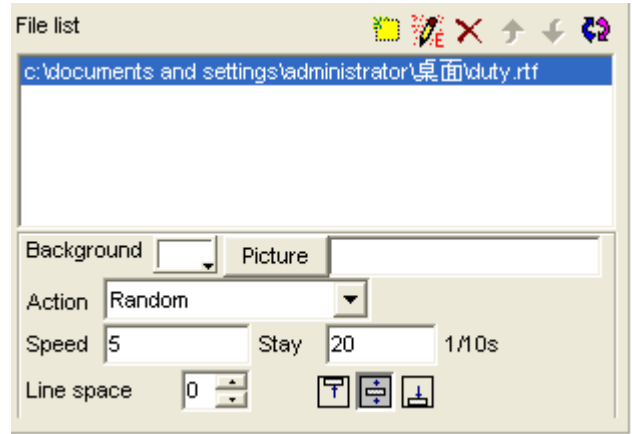 File list
E
c:\documents and settings\administrator\桌面\duty.rtf
Background Picture
Action Random
Speed 5 Stay 20 1/10s
Line space 0